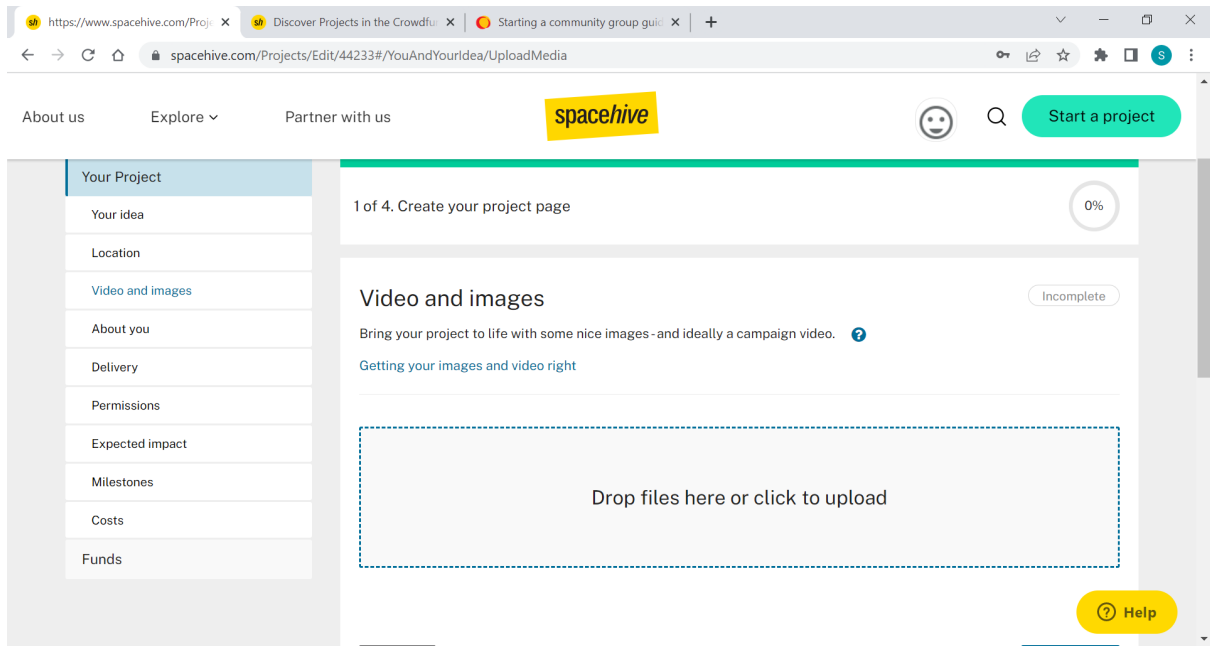 https://www.spacehive.com/Proje
Discover Projects in the Crowdfun
Starting a community group guid
spacehive.com/Projects/Edit/44233#/YouAndYourIdea/UploadMedia
S
About us
Explore
Partner with us
spacehive
Start a project
Your Project
Your idea
Location
Video and images
About you
Delivery
Permissions
Expected impact
Milestones
Costs
Funds
1 of 4. Create your project page
0%
Video and images
Incomplete
Bring your project to life with some nice images - and ideally a campaign video.
Getting your images and video right
Drop files here or click to upload
Help